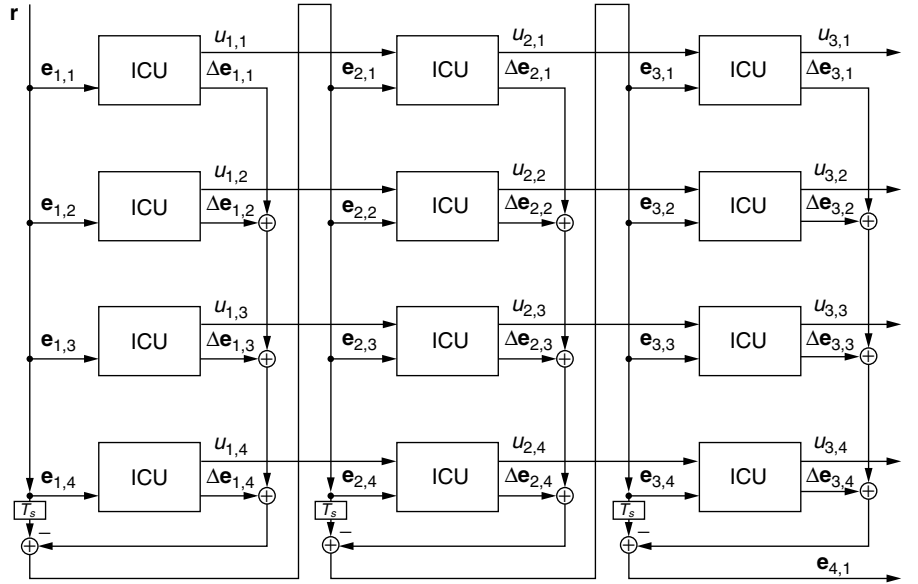 r
u1,1 u2,1 u3,1
e1,1 ICU Δe1,1 e2,1 ICU Δe2,1 e3,1 ICU Δe3,1
u1,2 u2,2 u3,2
e1,2 ICU Δe1,2 e2,2 ICU Δe2,2 e3,2 ICU Δe3,2
u1,3 u2,3 u3,3
e1,3 ICU Δe1,3 e2,3 ICU Δe2,3 e3,3 ICU Δe3,3
u1,4 u2,4 u3,4
e1,4 ICU Δe1,4 e2,4 ICU Δe2,4 e3,4 ICU Δe3,4
Ts Ts Ts
− − −
e4,1